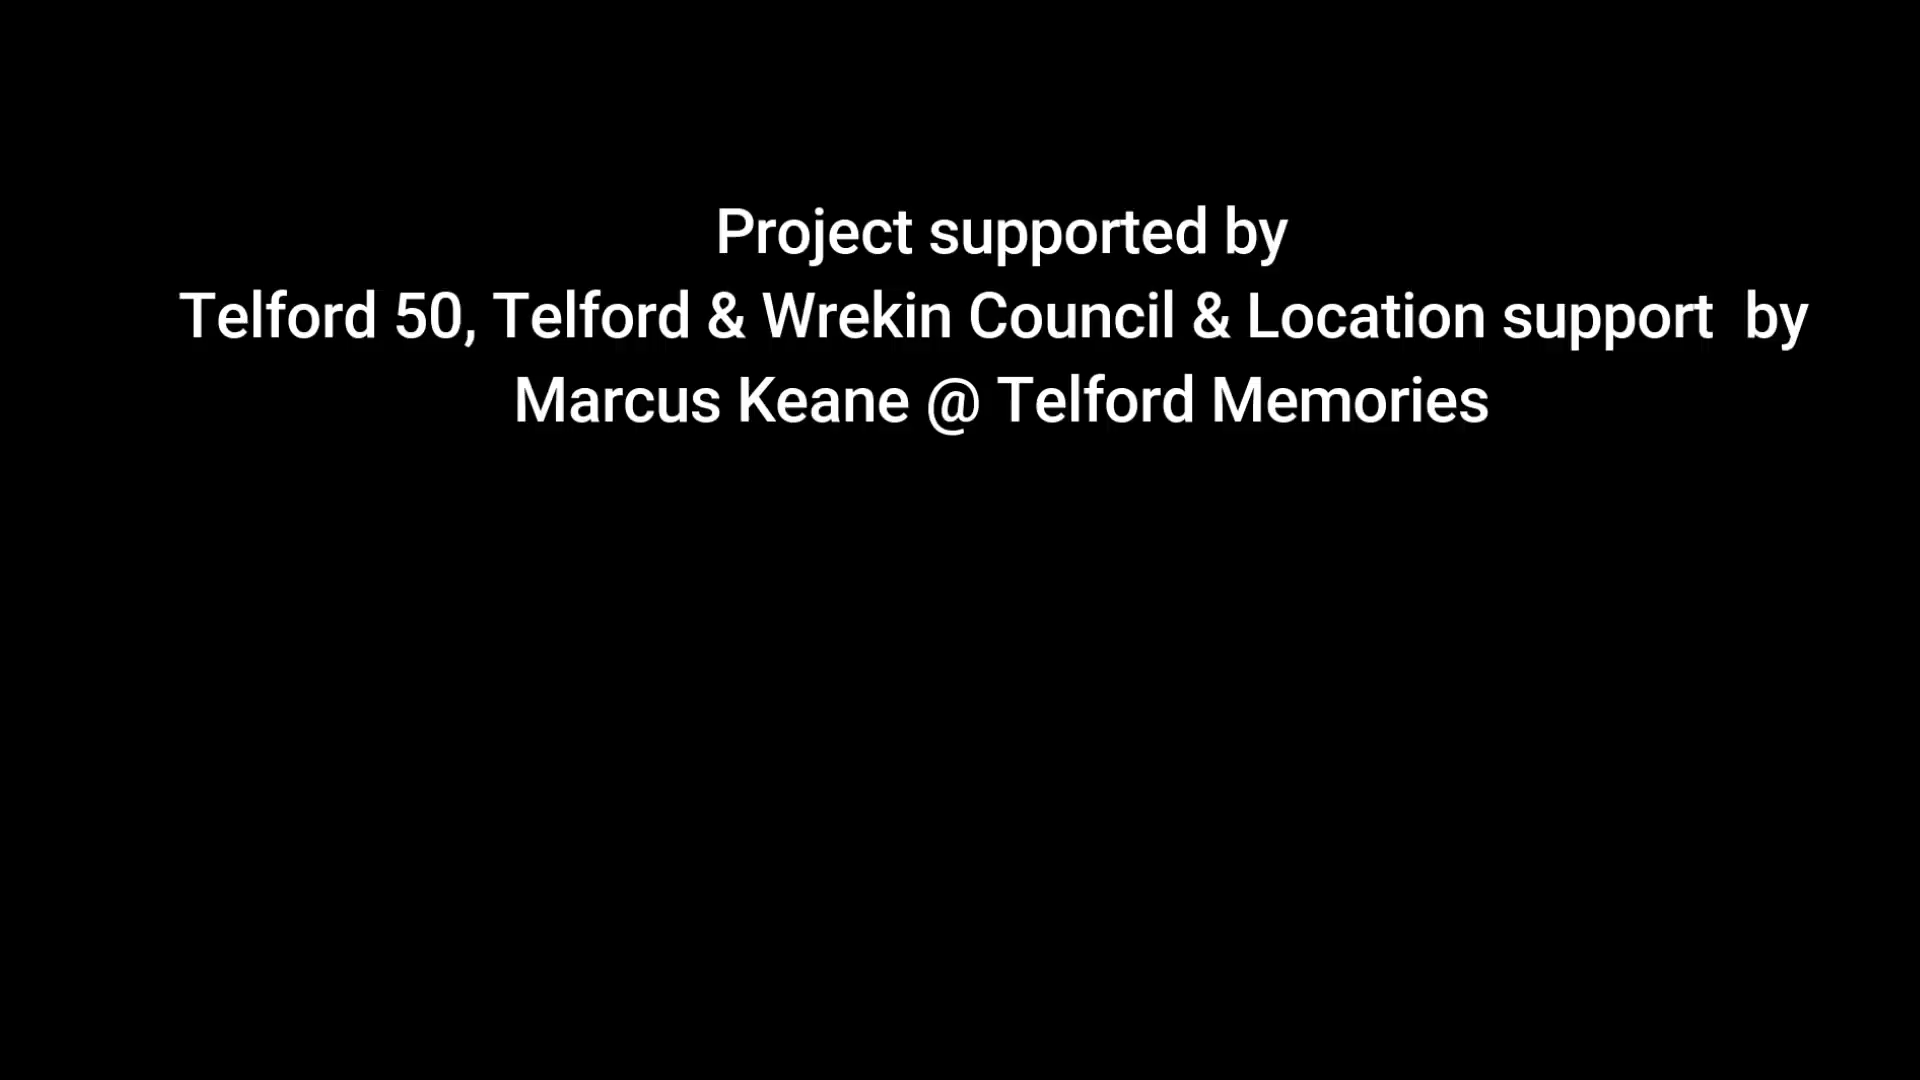 Project supported by
Telford 50, Telford & Wrekin Council & Location support  by
Marcus Keane @ Telford Memories